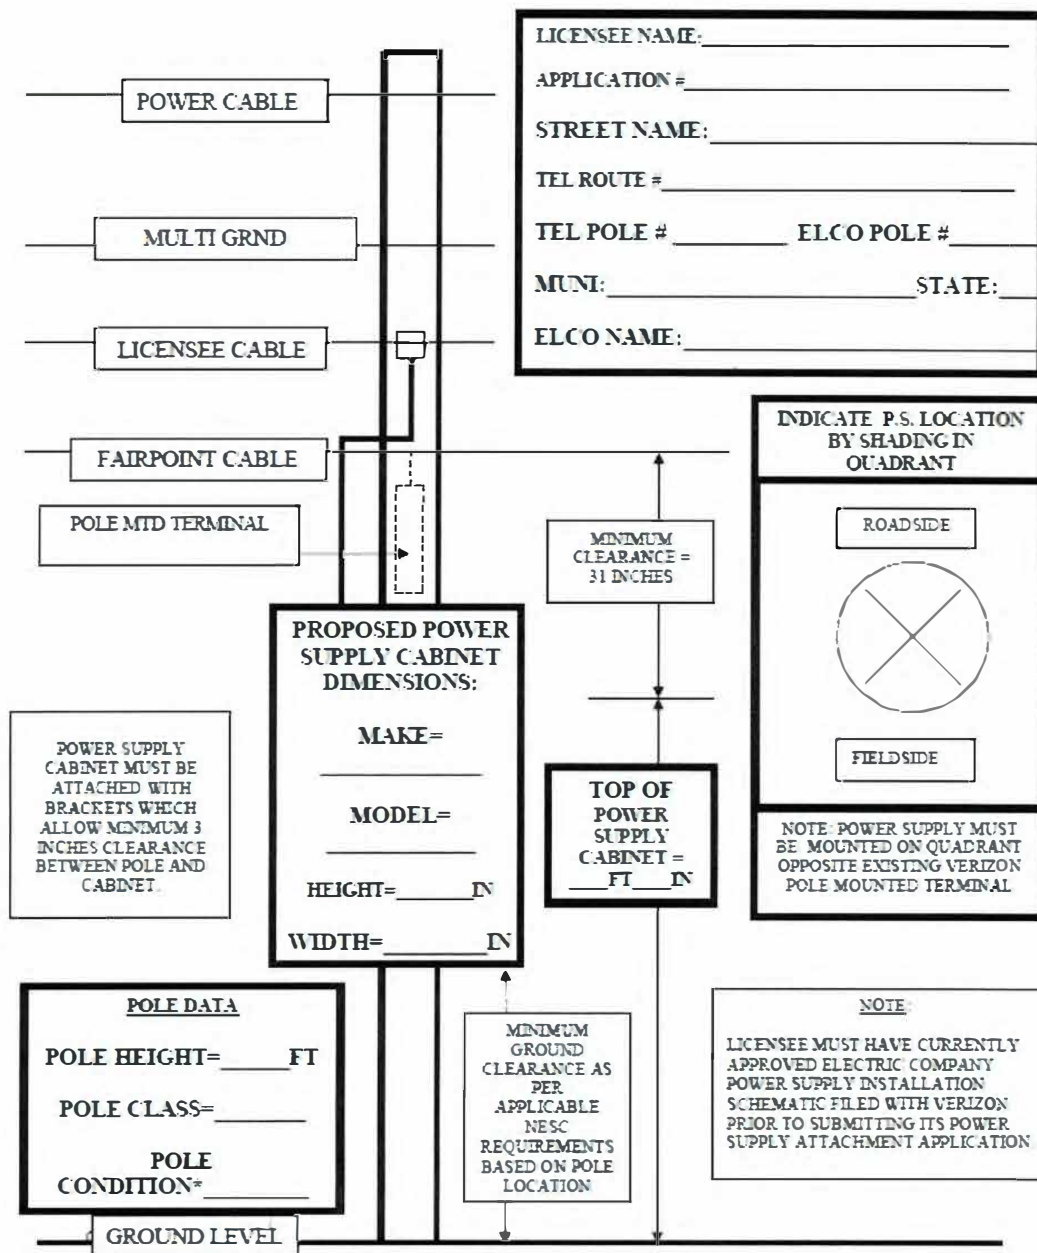 LICENSEE NAME:
APPLICATION #
STREET NAME:
TEL ROUTE #
TEL POLE # ELCO POLE #
MUNI: STATE:
ELCO NAME:
POWER CABLE
MULTI GRND
LICENSEE CABLE
FAIRPOINT CABLE
POLE MTD TERMINAL
MINIMUM
CLEARANCE =
31 INCHES
INDICATE P.S. LOCATION
BY SHADING IN
QUADRANT
ROADSIDE
FIELDSIDE
NOTE: POWER SUPPLY MUST
BE MOUNTED ON QUADRANT
OPPOSITE EXISTING VERIZON
POLE MOUNTED TERMINAL
PROPOSED POWER
SUPPLY CABINET
DIMENSIONS:
MAKE=
MODEL=
HEIGHT=______IN
WIDTH=________IN
POWER SUPPLY
CABINET MUST BE
ATTACHED WITH
BRACKETS WHICH
ALLOW MINIMUM 3
INCHES CLEARANCE
BETWEEN POLE AND
CABINET.
TOP OF
POWER
SUPPLY
CABINET =
___FT___IN
POLE DATA
POLE HEIGHT=_____FT
POLE CLASS=_______
POLE
CONDITION*________
MINIMUM
GROUND
CLEARANCE AS
PER
APPLICABLE
NESC
REQUIREMENTS
BASED ON POLE
LOCATION
NOTE:
LICENSEE MUST HAVE CURRENTLY
APPROVED ELECTRIC COMPANY
POWER SUPPLY INSTALLATION
SCHEMATIC FILED WITH VERIZON
PRIOR TO SUBMITTING ITS POWER
SUPPLY ATTACHMENT APPLICATION
GROUND LEVEL